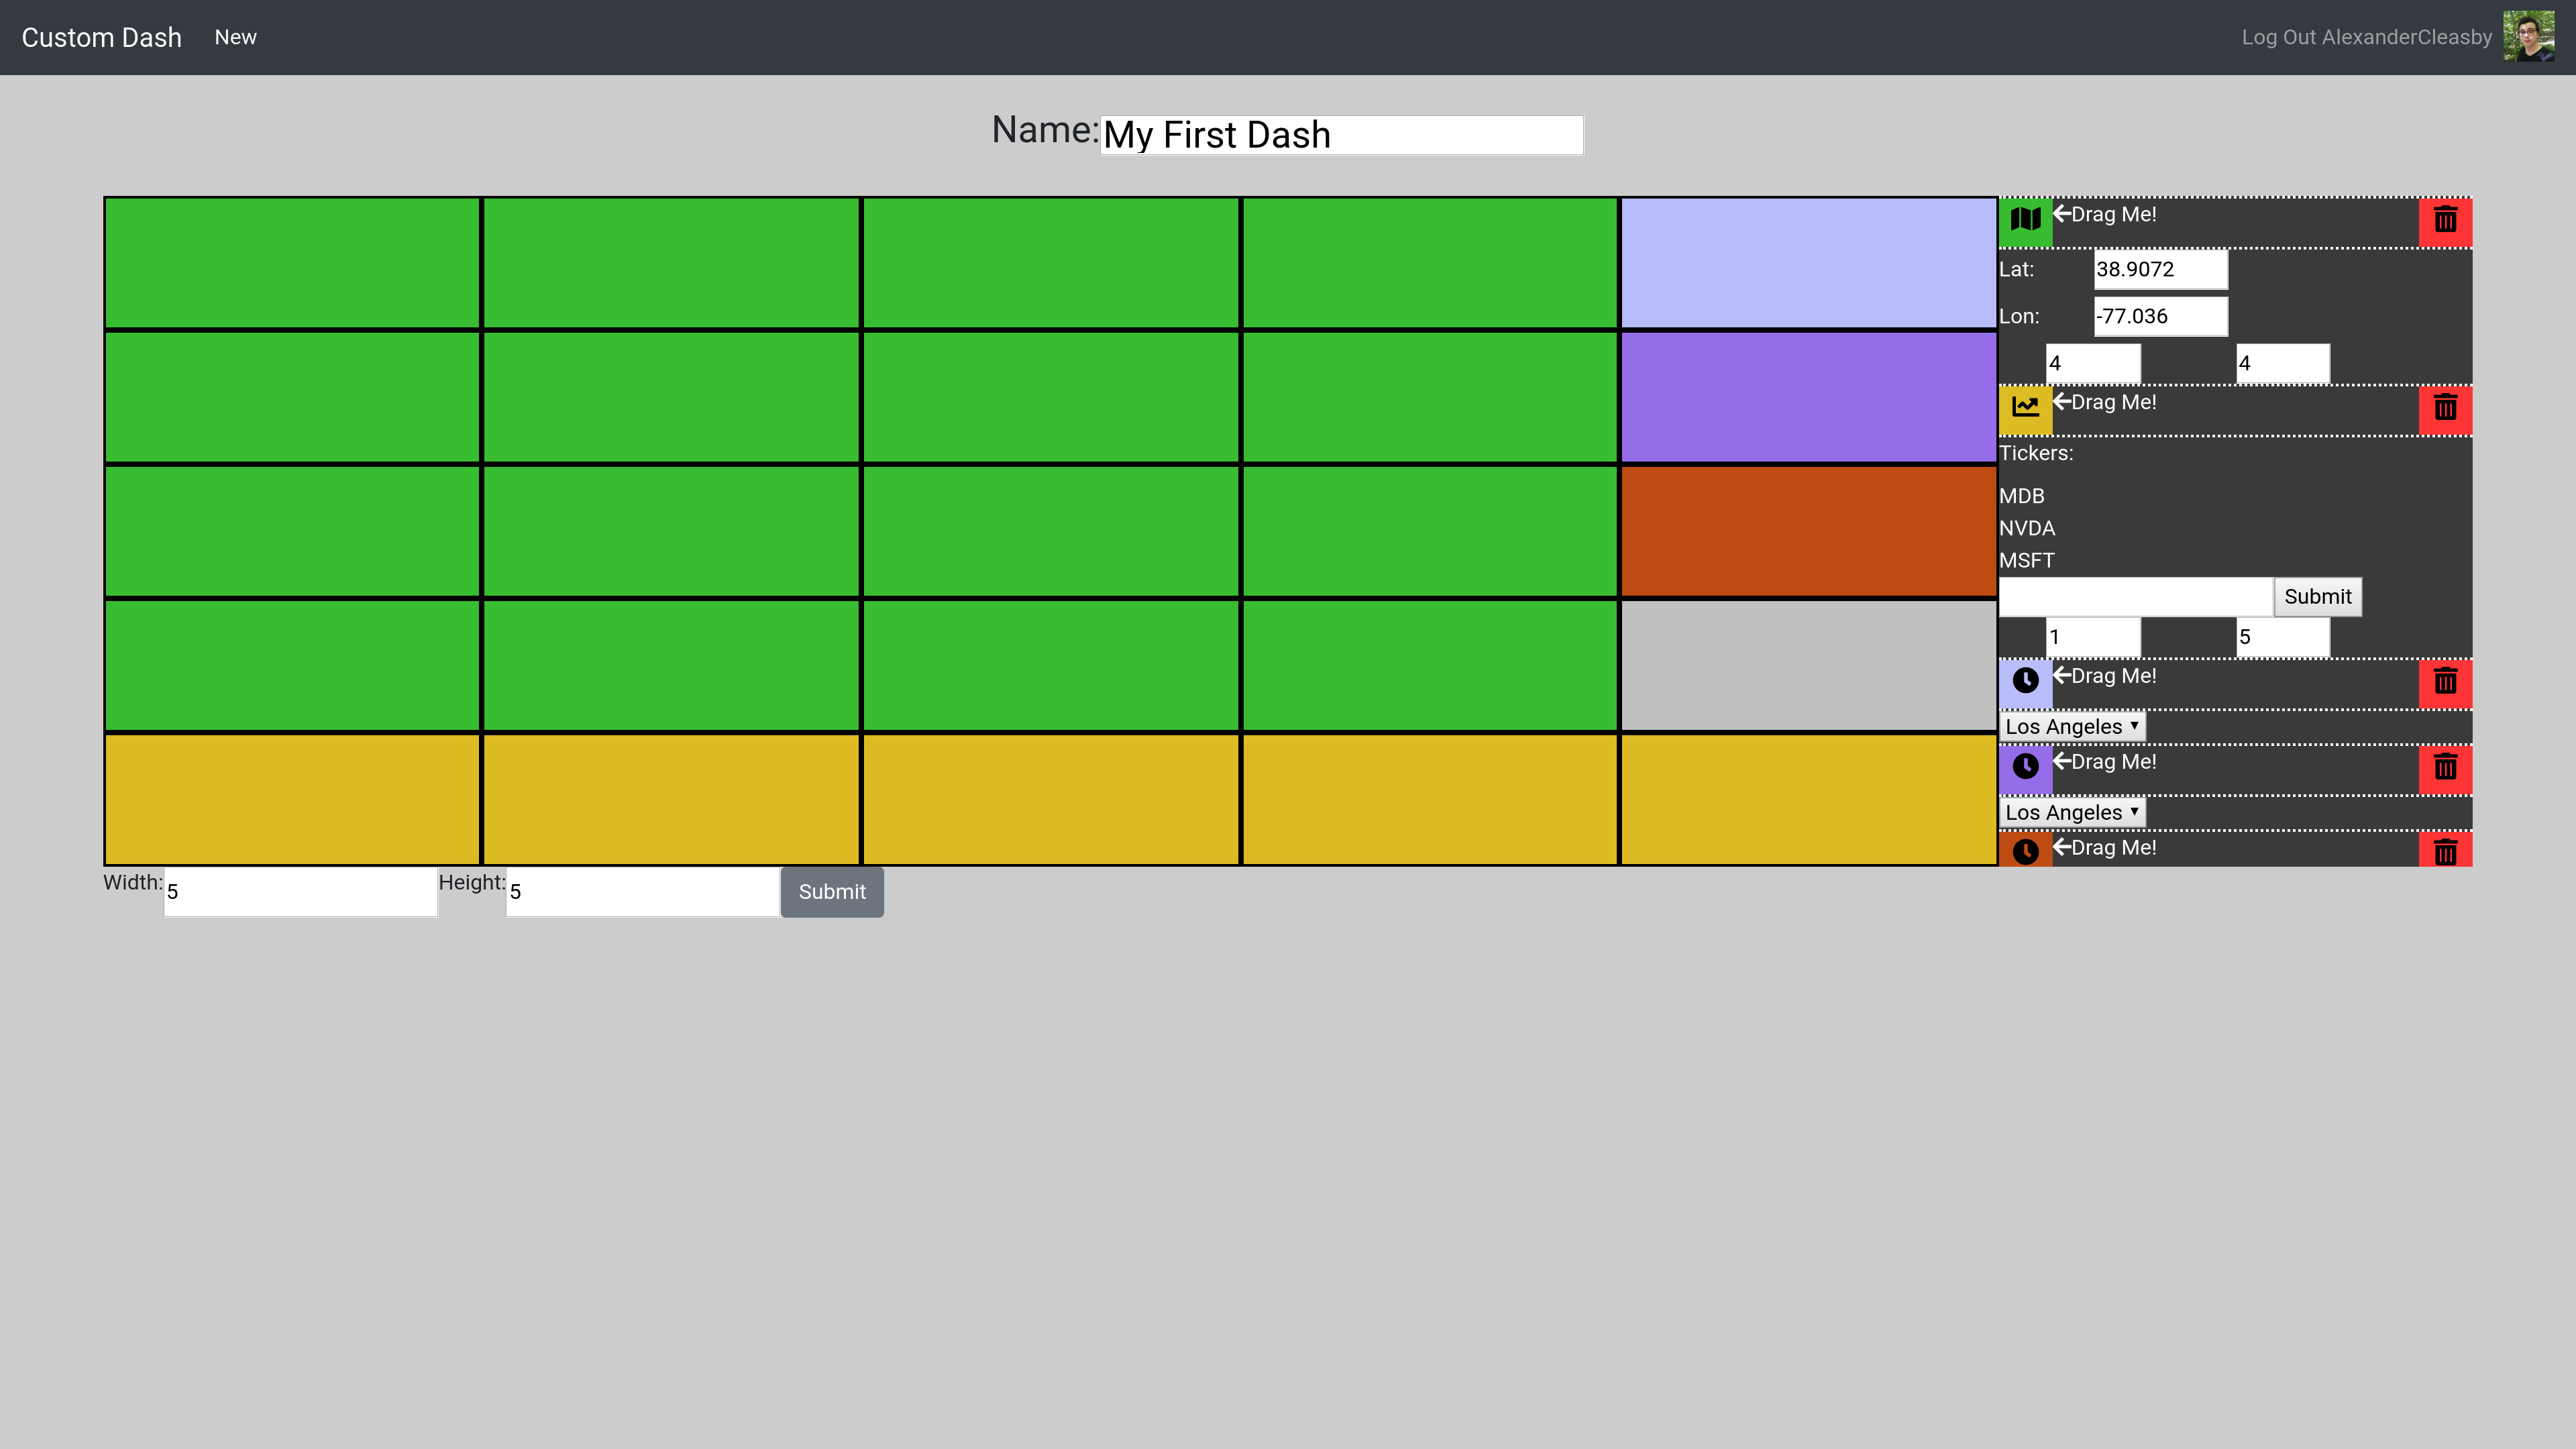 Custom Dash New Log Out AlexanderCleasby
Name: My First Dash
Drag Me!
Lat: 38.9072
Lon: -77.036
4 4
Drag Me!
Tickers:
MDB
NVDA
MSFT
Submit
1 5
Drag Me!
Los Angeles
Drag Me!
Los Angeles
Drag Me!
Width: 5 Height: 5 Submit